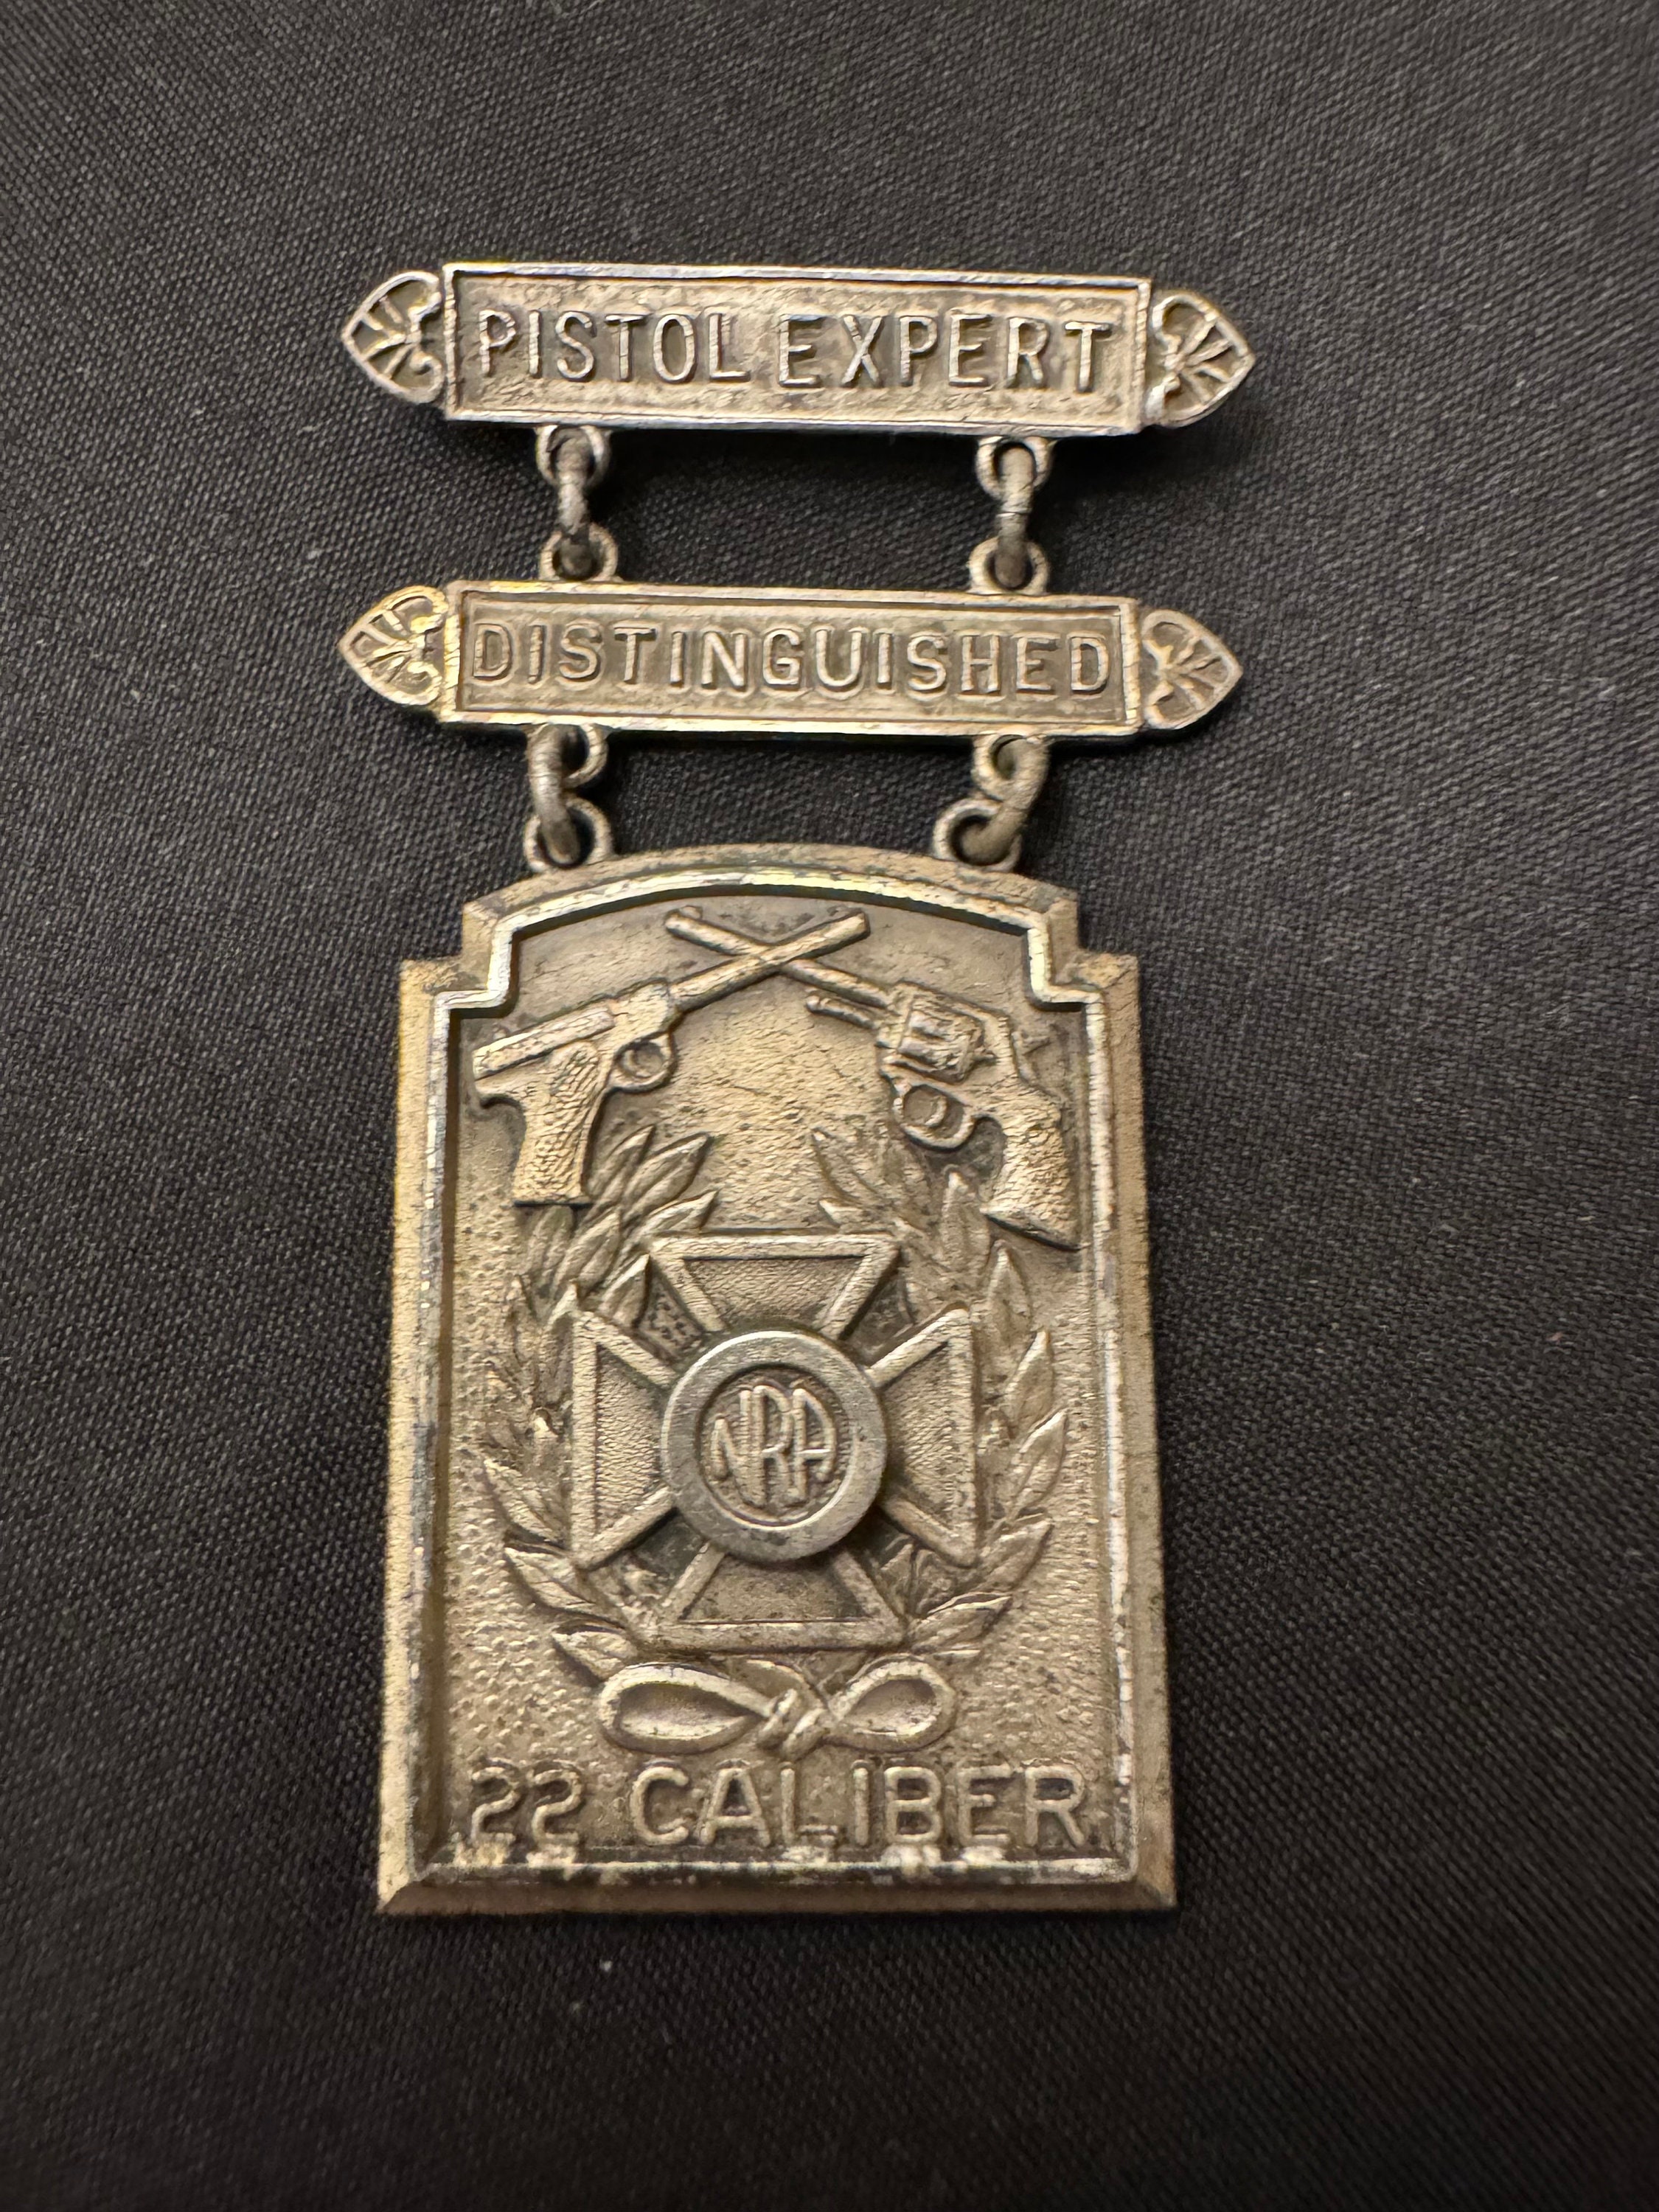 PISTOL EXPERT
DISTINGUISHED
NRA
22 CALIBER